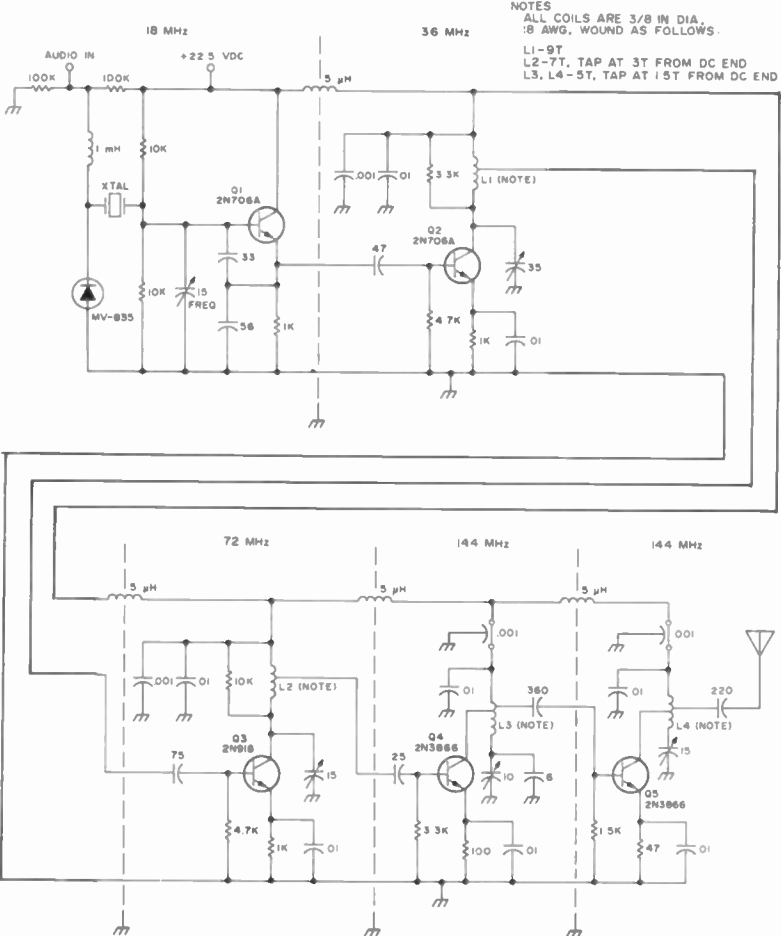 NOTES
ALL COILS ARE 3/8 IN DIA,
18 AWG, WOUND AS FOLLOWS.
L1-9T
L2-7T, TAP AT 3T FROM DC END
L3, L4-5T, TAP AT 1 5T FROM DC END
18 MHz
36 MHz
AUDIO IN
+22 5 VDC
100K
100K
5 µH
1 mH
10K
XTAL
Q1
2N706A
.001
01
3.3K
L1 (NOTE)
Q2
2N706A
47
35
33
10K
15
FREQ
MV-835
56
1K
4.7K
1K
01
72 MHz
144 MHz
144 MHz
5 µH
5 µH
5 µH
.001
.001
.001
01
10K
L2 (NOTE)
01
360
L3 (NOTE)
01
220
L4 (NOTE)
Q3
2N918
75
15
25
Q4
2N3866
10
6
15
Q5
2N3866
4.7K
1K
01
3.3K
100
01
1.5K
47
01